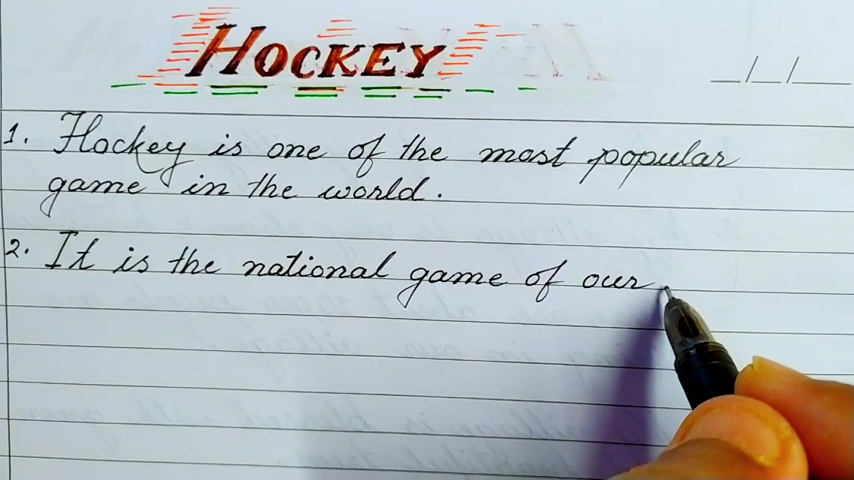 HOCKEY
_/_/_
1. Hockey is one of the most popular
game in the world.
2. It is the national game of our